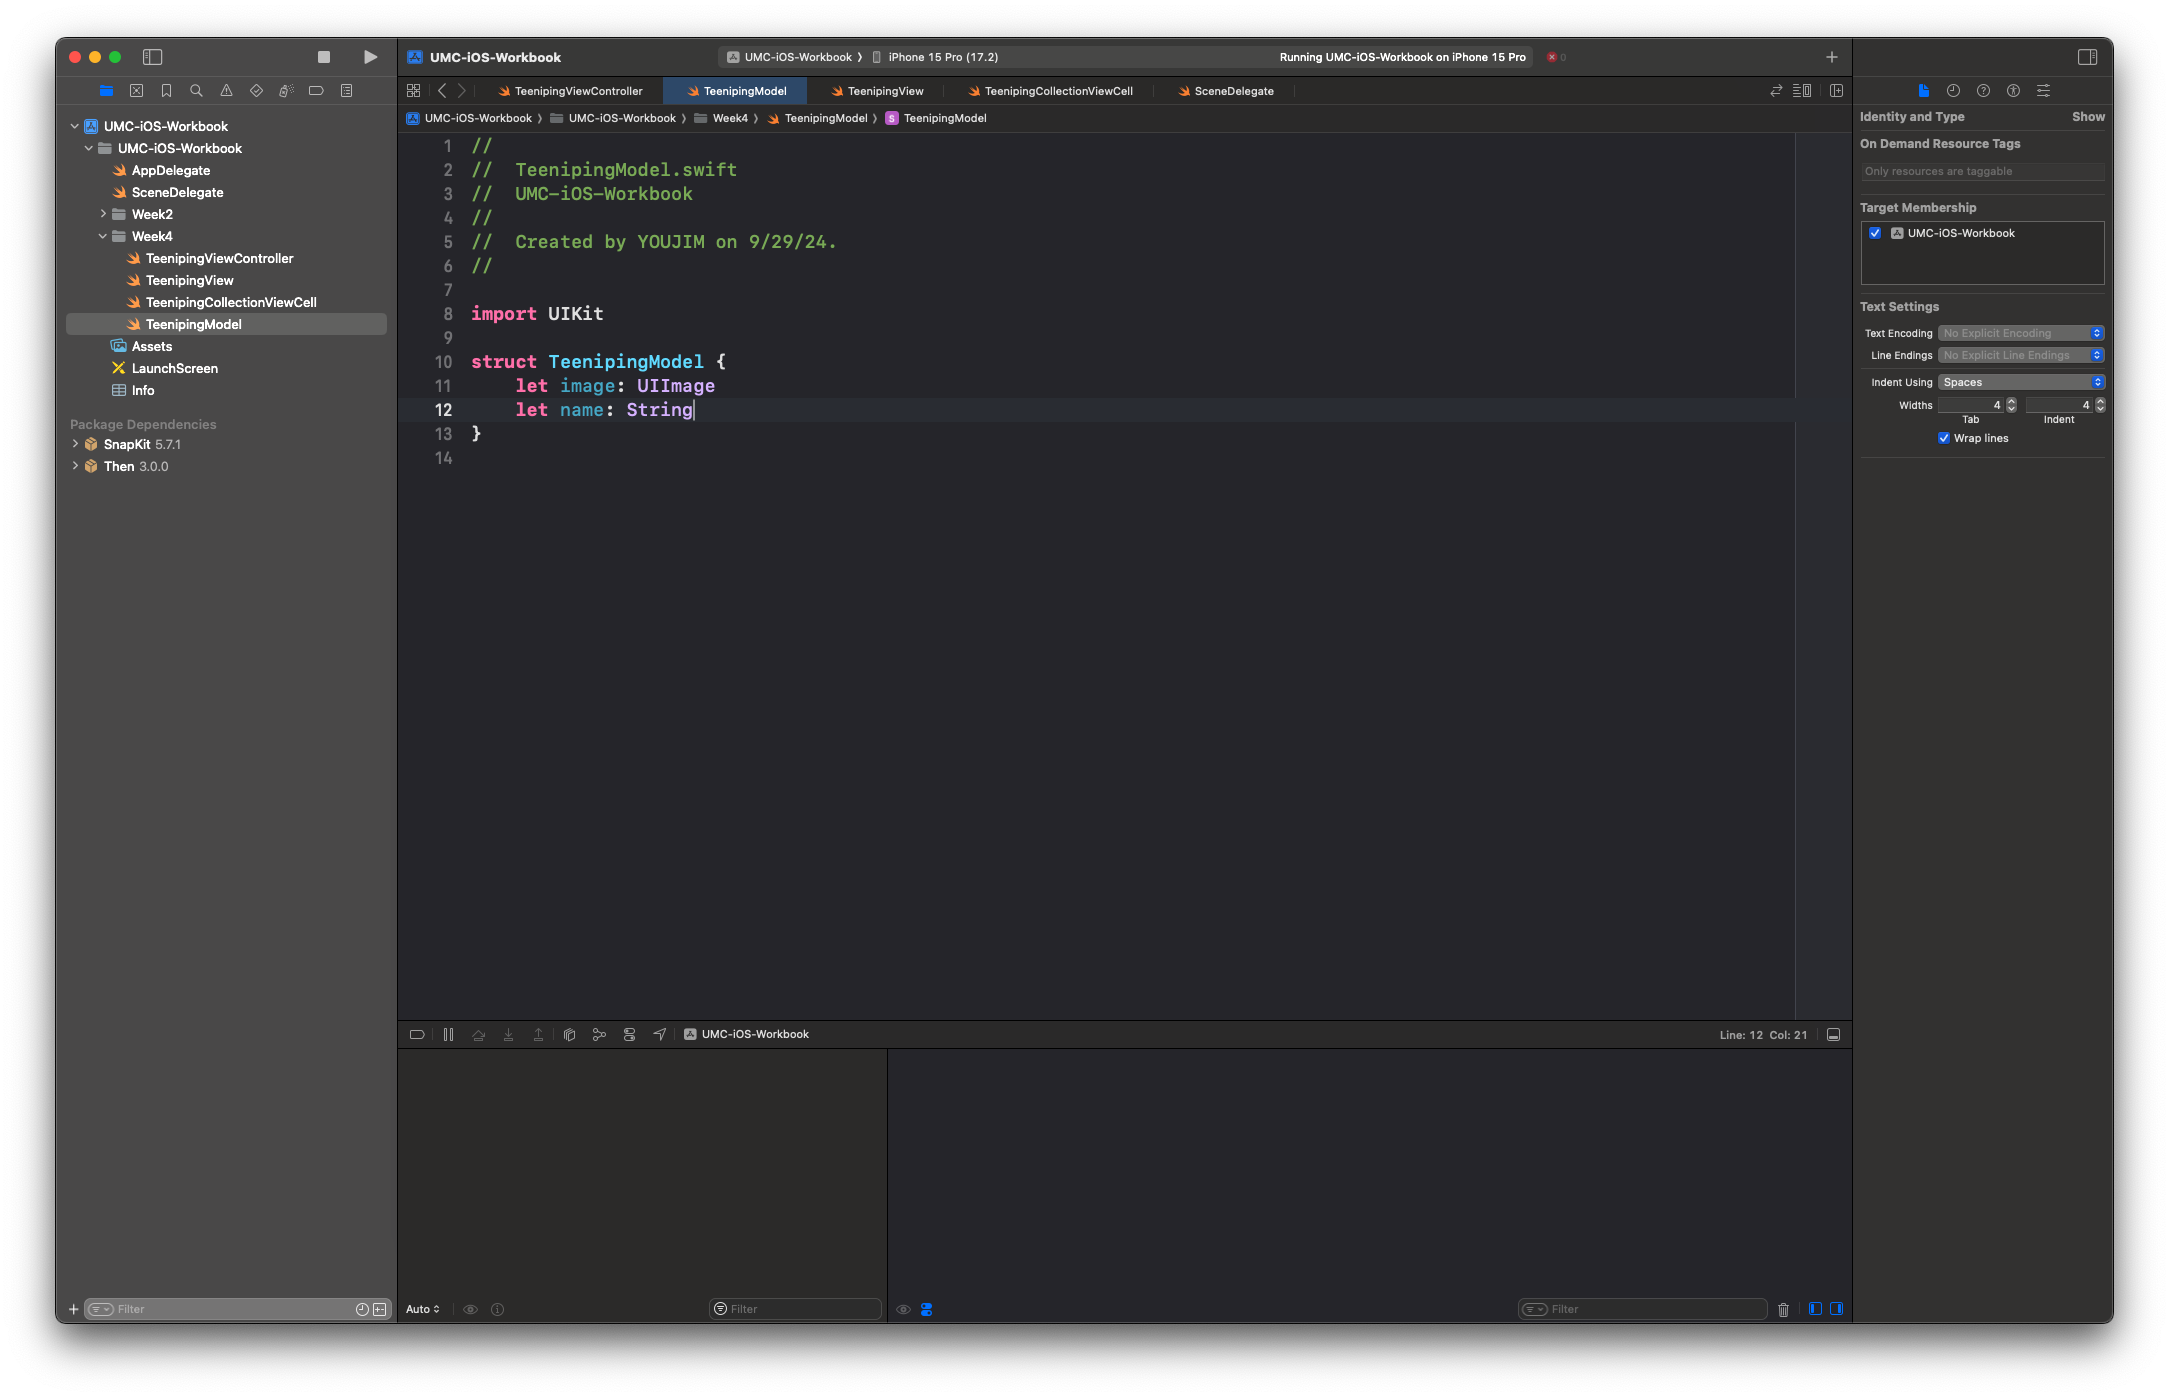 UMC-iOS-Workbook
UMC-iOS-Workbook
iPhone 15 Pro (17.2)
Running UMC-iOS-Workbook on iPhone 15 Pro
0
UMC-iOS-Workbook
UMC-iOS-Workbook
AppDelegate
SceneDelegate
Week2
Week4
TeenipingViewController
TeenipingView
TeenipingCollectionViewCell
TeenipingModel
Assets
LaunchScreen
Info
Package Dependencies
SnapKit 5.7.1
Then 3.0.0
Filter
TeenipingViewController
TeenipingModel
TeenipingView
TeenipingCollectionViewCell
SceneDelegate
UMC-iOS-Workbook
UMC-iOS-Workbook
Week4
TeenipingModel
S TeenipingModel
1 //
2 //  TeenipingModel.swift
3 //  UMC-iOS-Workbook
4 //
5 //  Created by YOUJIM on 9/29/24.
6 //
7
8 import UIKit
9
10 struct TeenipingModel {
11     let image: UIImage
12     let name: String
13 }
14
UMC-iOS-Workbook
Line: 12 Col: 21
Auto
Filter
Filter
Identity and Type Show
On Demand Resource Tags
Only resources are taggable
Target Membership
UMC-iOS-Workbook
Text Settings
Text Encoding No Explicit Encoding
Line Endings No Explicit Line Endings
Indent Using Spaces
Widths 4 4
Tab Indent
Wrap lines